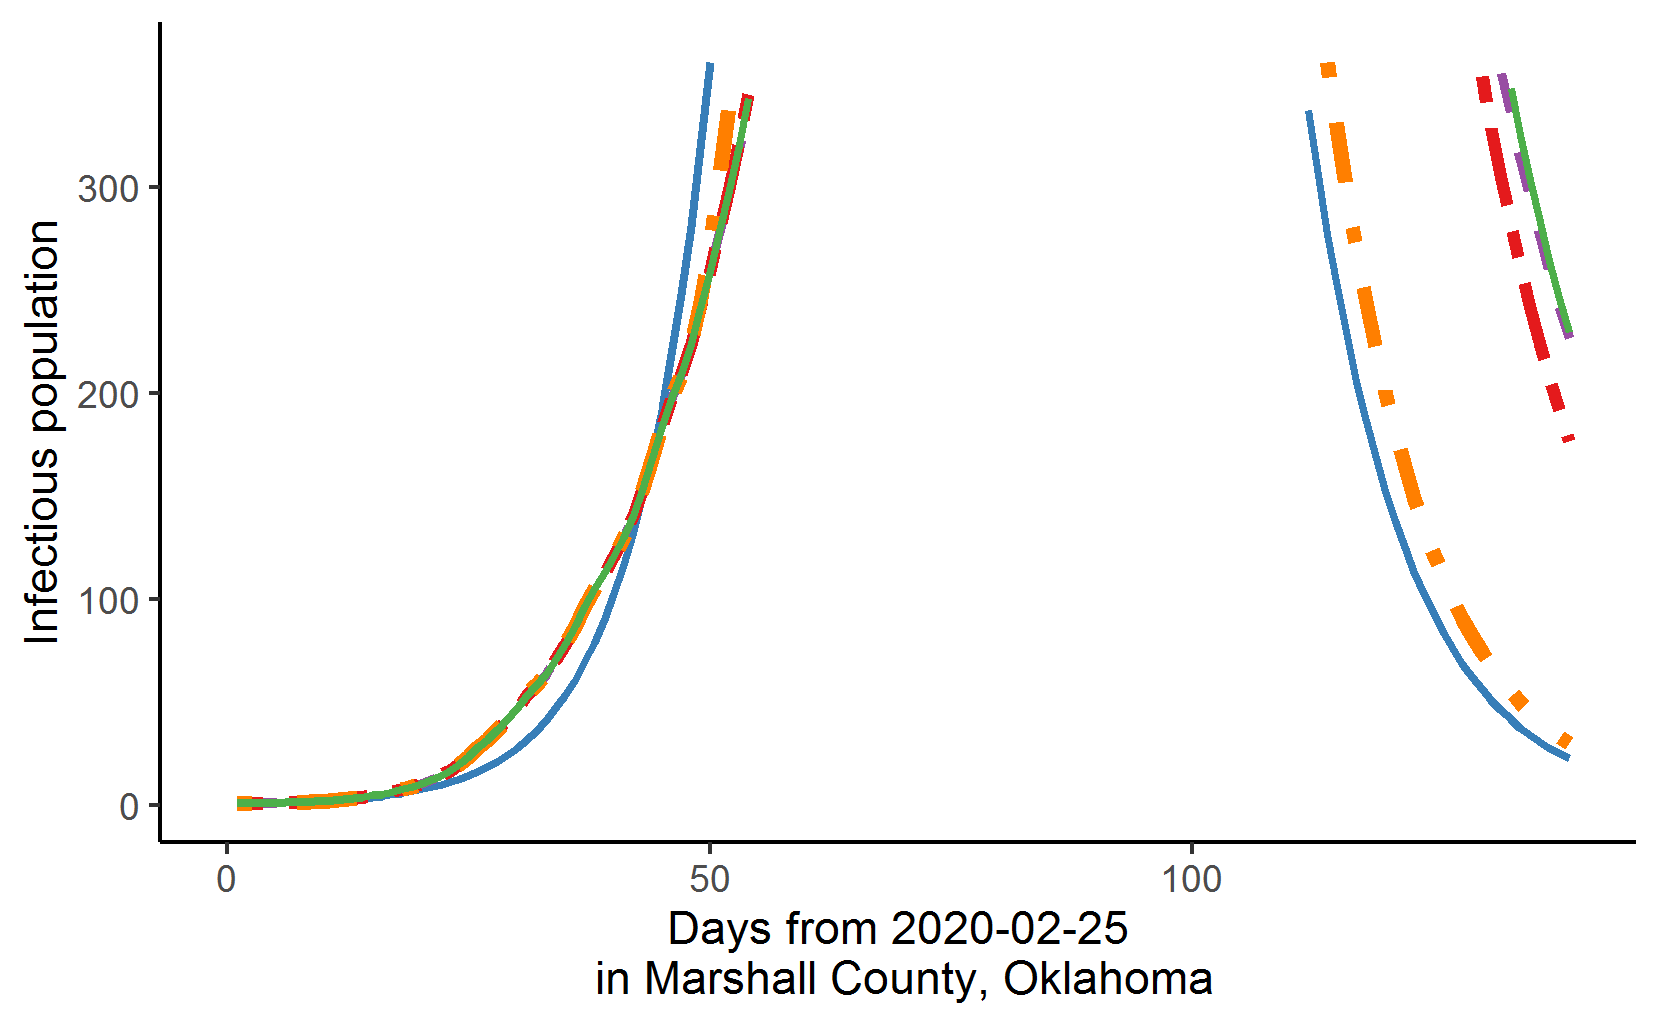 Infectious population
300
200
100
0
0 50 100
Days from 2020-02-25
in Marshall County, Oklahoma